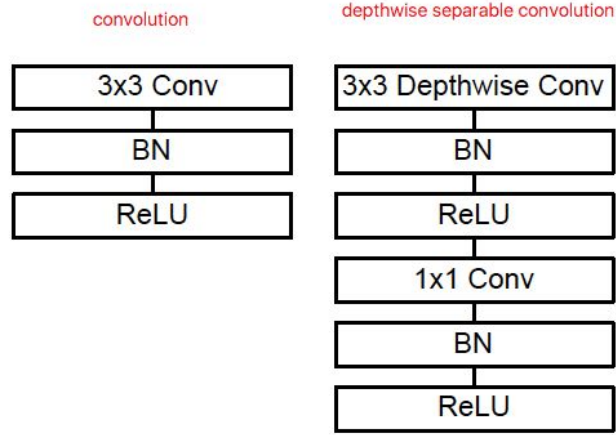 convolution
3x3 Conv
BN
ReLU
depthwise separable convolution
3x3 Depthwise Conv
BN
ReLU
1x1 Conv
BN
ReLU